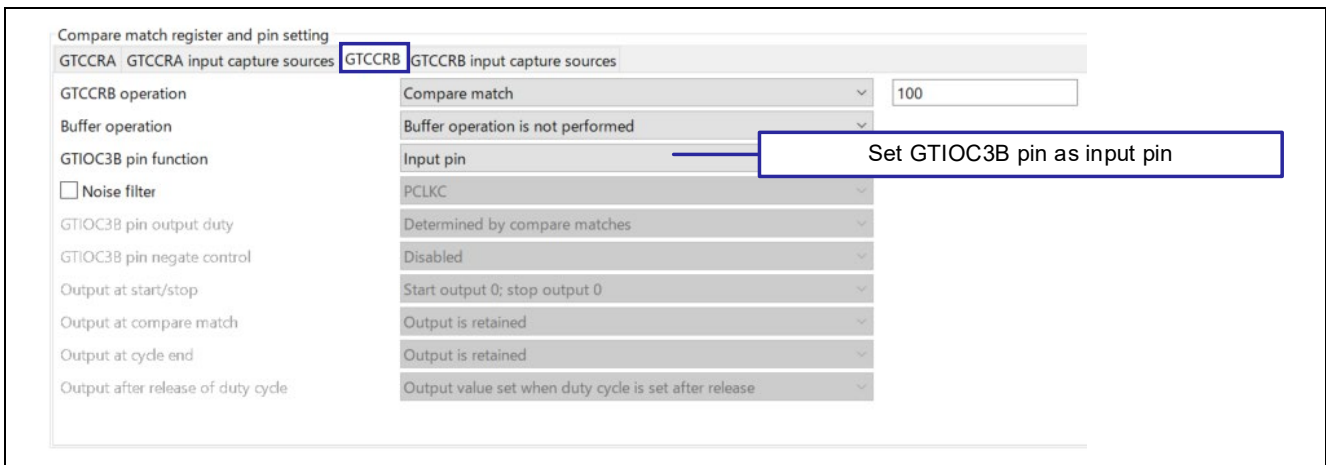 Compare match register and pin setting
GTCCRA GTCCRA input capture sources GTCCRB GTCCRB input capture sources
GTCCRB operation Compare match 100
Buffer operation Buffer operation is not performed
GTIOC3B pin function Input pin Set GTIOC3B pin as input pin
Noise filter PCLKC
GTIOC3B pin output duty Determined by compare matches
GTIOC3B pin negate control Disabled
Output at start/stop Start output 0; stop output 0
Output at compare match Output is retained
Output at cycle end Output is retained
Output after release of duty cycle Output value set when duty cycle is set after release